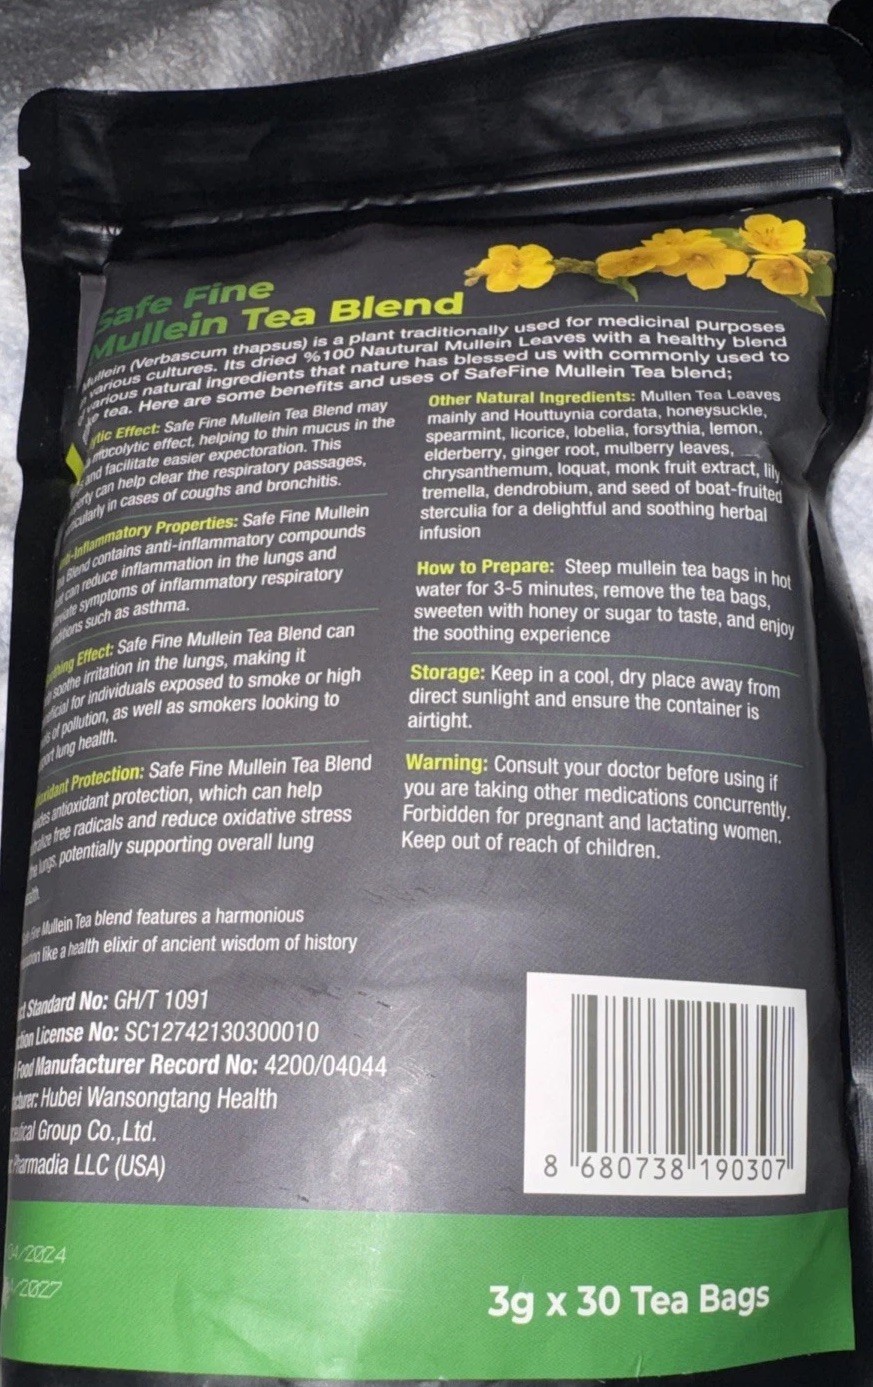 Safe Fine
Mullein Tea Blend
Mullein (Verbascum thapsus) is a plant traditionally used for medicinal purposes
various cultures. Its dried %100 Nautural Mullein Leaves with a healthy blend
various natural ingredients that nature has blessed us with commonly used to
tea. Here are some benefits and uses of SafeFine Mullein Tea blend;
Effect: Safe Fine Mullein Tea Blend may
mucolytic effect, helping to thin mucus in the
and facilitate easier expectoration. This
can help clear the respiratory passages,
in cases of coughs and bronchitis.
Inflammatory Properties: Safe Fine Mullein
Blend contains anti-inflammatory compounds
can reduce inflammation in the lungs and
symptoms of inflammatory respiratory
such as asthma.
Effect: Safe Fine Mullein Tea Blend can
soothe irritation in the lungs, making it
for individuals exposed to smoke or high
of pollution, as well as smokers looking to
lung health.
Protection: Safe Fine Mullein Tea Blend
antioxidant protection, which can help
free radicals and reduce oxidative stress
lungs, potentially supporting overall lung
Mullein Tea blend features a harmonious
like a health elixir of ancient wisdom of history
Other Natural Ingredients: Mullen Tea Leaves
mainly and Houttuynia cordata, honeysuckle,
spearmint, licorice, lobelia, forsythia, lemon,
elderberry, ginger root, mulberry leaves,
chrysanthemum, loquat, monk fruit extract, lily,
tremella, dendrobium, and seed of boat-fruited
sterculia for a delightful and soothing herbal
infusion
How to Prepare: Steep mullein tea bags in hot
water for 3-5 minutes, remove the tea bags,
sweeten with honey or sugar to taste, and enjoy
the soothing experience
Storage: Keep in a cool, dry place away from
direct sunlight and ensure the container is
airtight.
Warning: Consult your doctor before using if
you are taking other medications concurrently.
Forbidden for pregnant and lactating women.
Keep out of reach of children.
Standard No: GH/T 1091
License No: SC12742130300010
Food Manufacturer Record No: 4200/04044
Hubei Wansongtang Health
Group Co.,Ltd.
Pharmadia LLC (USA)
8 680738 190307
04/2024
/2027
3g x 30 Tea Bags